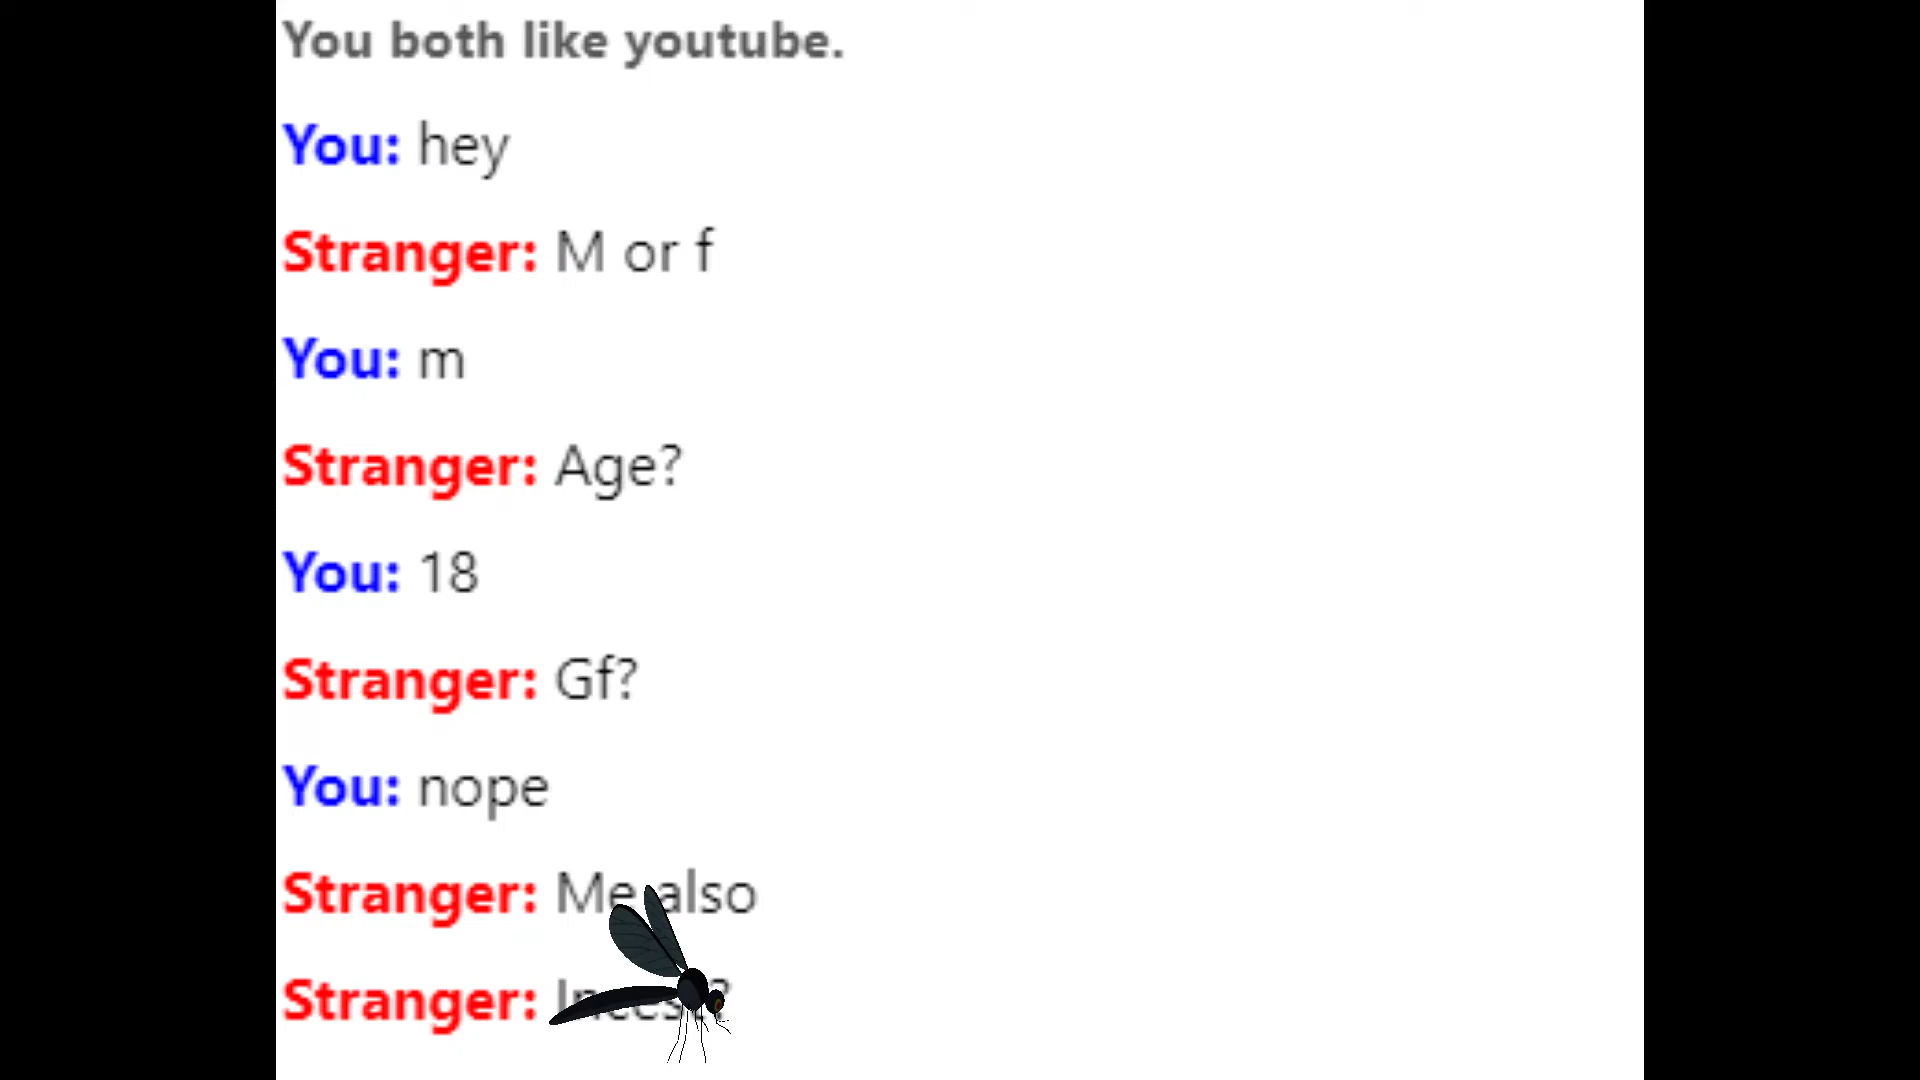 You both like youtube.
You: hey
Stranger: M or f
You: m
Stranger: Age?
You: 18
Stranger: Gf?
You: nope
Stranger: Me also
Stranger: